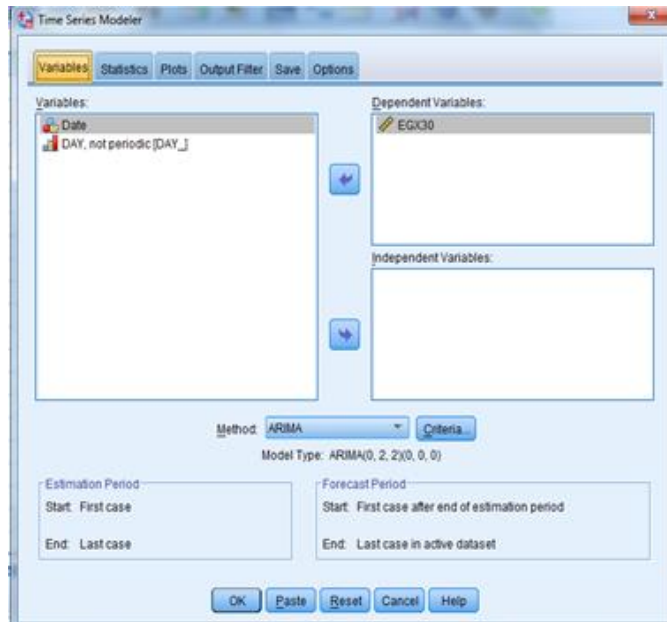 Time Series Modeler
Variables Statistics Plots Output Filter Save Options
Variables:
Date
DAY, not periodic [DAY_]
Dependent Variables:
EGX30
Independent Variables:
Method: ARIMA Criteria...
Model Type: ARIMA(0, 2, 2)(0, 0, 0)
Estimation Period
Start: First case
End: Last case
Forecast Period
Start: First case after end of estimation period
End: Last case in active dataset
OK Paste Reset Cancel Help